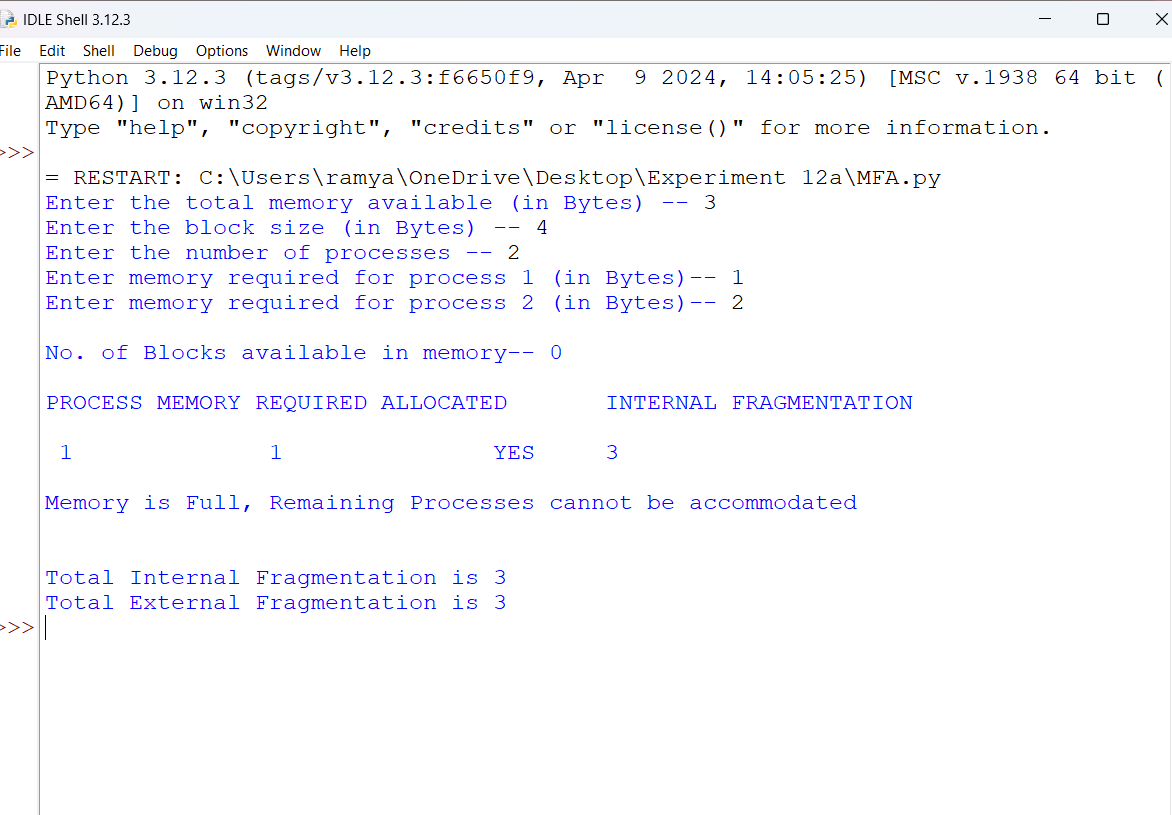 IDLE Shell 3.12.3
File Edit Shell Debug Options Window Help
Python 3.12.3 (tags/v3.12.3:f6650f9, Apr  9 2024, 14:05:25) [MSC v.1938 64 bit (
AMD64)] on win32
Type "help", "copyright", "credits" or "license()" for more information.
>>>
= RESTART: C:\Users\ramya\OneDrive\Desktop\Experiment 12a\MFA.py
Enter the total memory available (in Bytes) -- 3
Enter the block size (in Bytes) -- 4
Enter the number of processes -- 2
Enter memory required for process 1 (in Bytes)-- 1
Enter memory required for process 2 (in Bytes)-- 2
No. of Blocks available in memory-- 0
PROCESS MEMORY REQUIRED ALLOCATED       INTERNAL FRAGMENTATION
 1              1               YES     3
Memory is Full, Remaining Processes cannot be accommodated
Total Internal Fragmentation is 3
Total External Fragmentation is 3
>>>